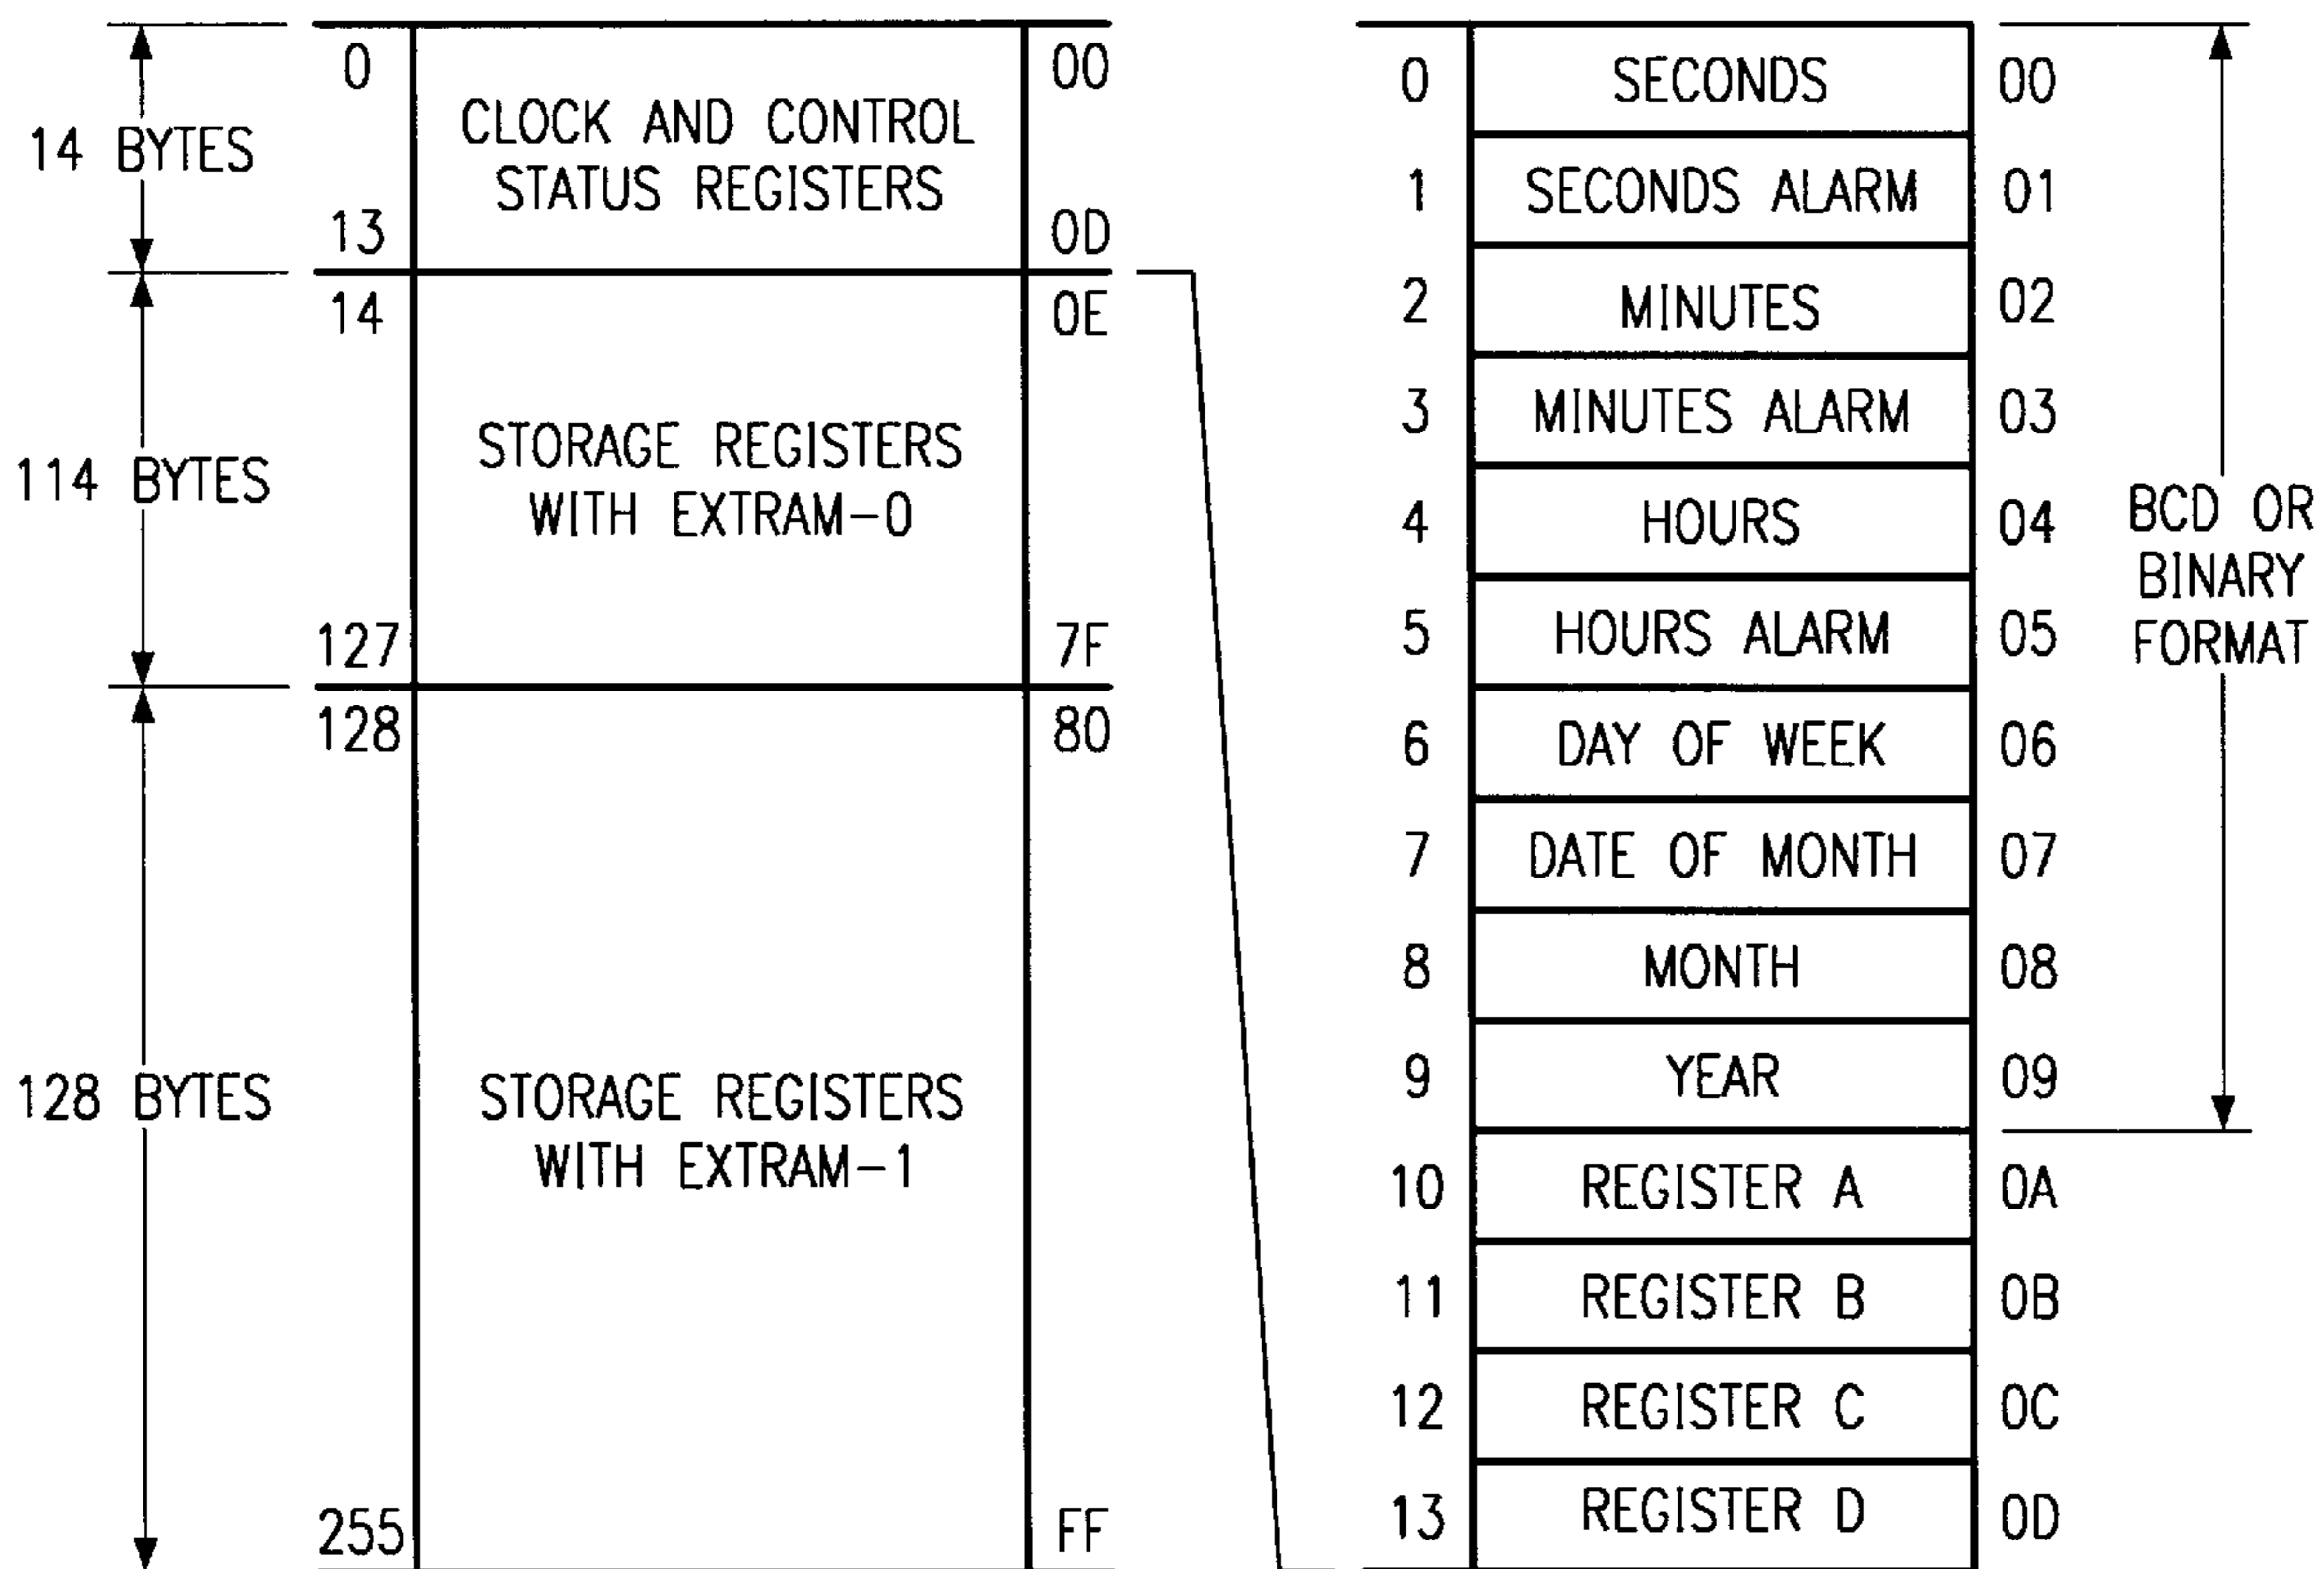 14 BYTES
0
CLOCK AND CONTROL
STATUS REGISTERS
13
00
0D
114 BYTES
14
STORAGE REGISTERS
WITH EXTRAM-0
127
0E
7F
128 BYTES
128
STORAGE REGISTERS
WITH EXTRAM-1
255
80
FF
0 SECONDS 00
1 SECONDS ALARM 01
2 MINUTES 02
3 MINUTES ALARM 03
4 HOURS 04
5 HOURS ALARM 05
6 DAY OF WEEK 06
7 DATE OF MONTH 07
8 MONTH 08
9 YEAR 09
10 REGISTER A 0A
11 REGISTER B 0B
12 REGISTER C 0C
13 REGISTER D 0D
BCD OR
BINARY
FORMAT